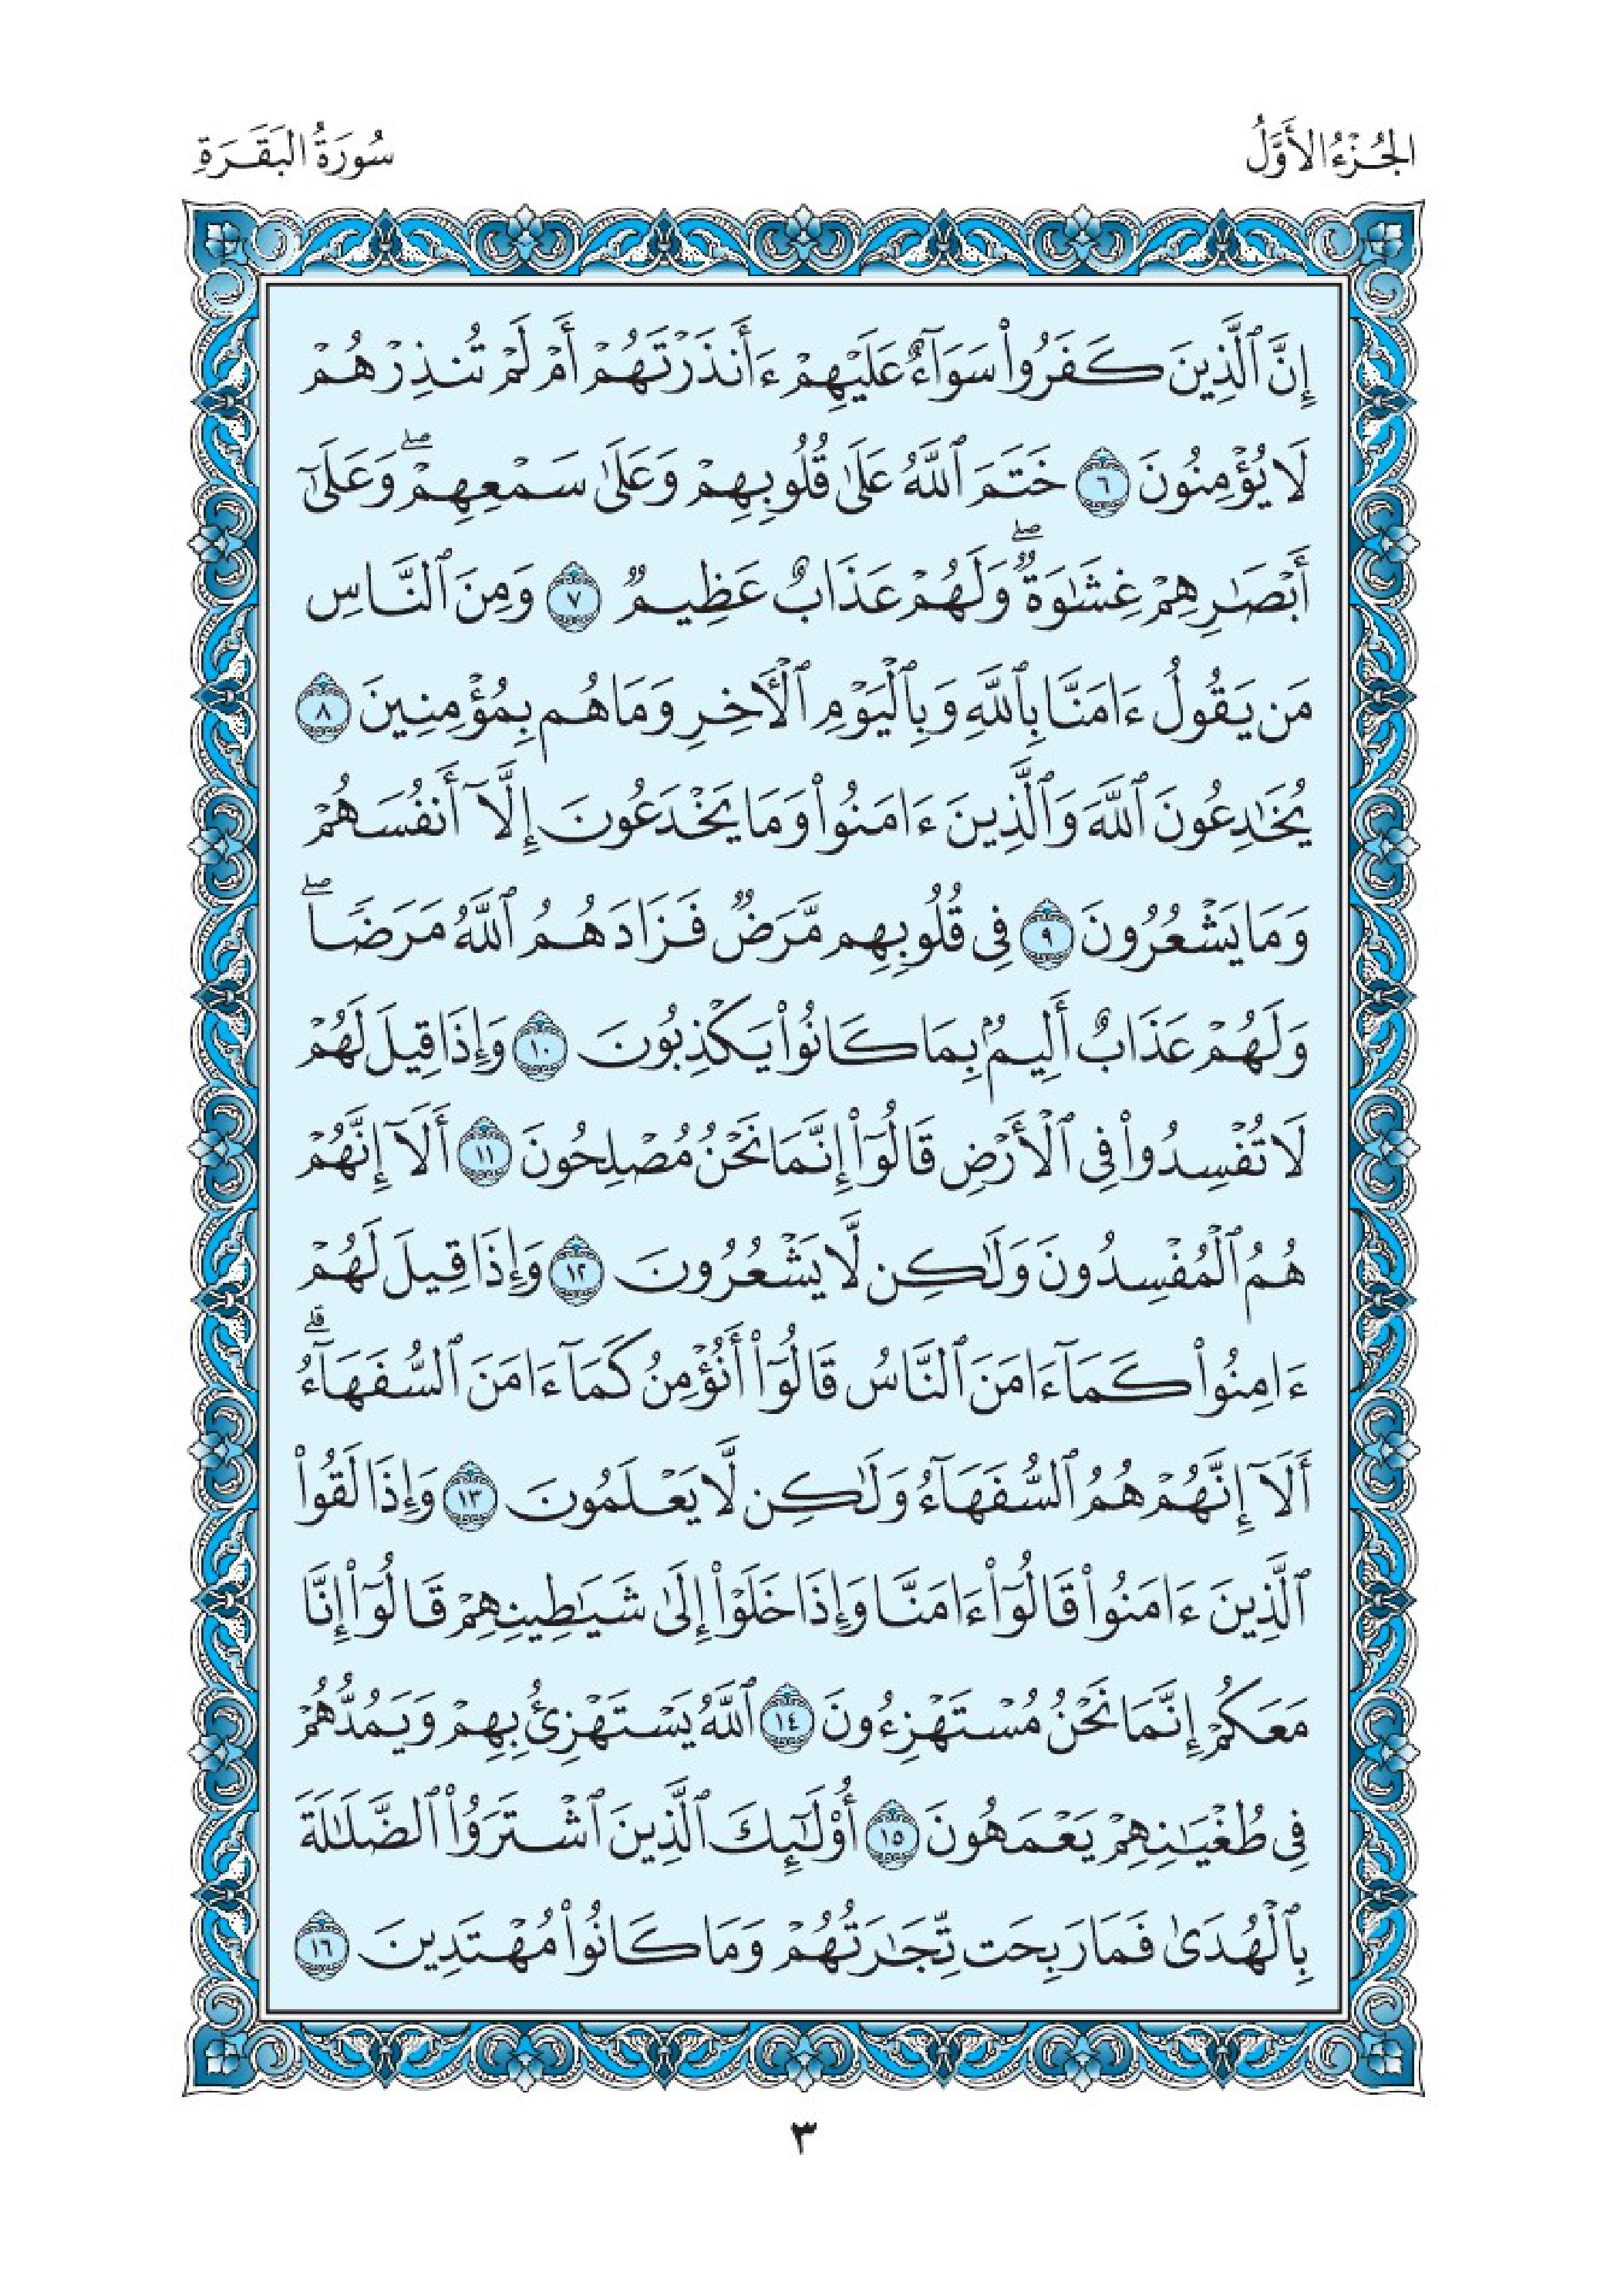 الجُزْءُ الأَوَّلُ
سُورَةُ البَقَرَةِ
إِنَّ ٱلَّذِينَ كَفَرُوا۟ سَوَآءٌ عَلَيْهِمْ ءَأَنذَرْتَهُمْ أَمْ لَمْ تُنذِرْهُمْ
لَا يُؤْمِنُونَ ٦ خَتَمَ ٱللَّهُ عَلَىٰ قُلُوبِهِمْ وَعَلَىٰ سَمْعِهِمْ ۖ وَعَلَىٰٓ
أَبْصَـٰرِهِمْ غِشَـٰوَةٌ ۖ وَلَهُمْ عَذَابٌ عَظِيمٌ ٧ وَمِنَ ٱلنَّاسِ
مَن يَقُولُ ءَامَنَّا بِٱللَّهِ وَبِٱلْيَوْمِ ٱلْـَٔاخِرِ وَمَا هُم بِمُؤْمِنِينَ ٨
يُخَـٰدِعُونَ ٱللَّهَ وَٱلَّذِينَ ءَامَنُوا۟ وَمَا يَخْدَعُونَ إِلَّآ أَنفُسَهُمْ
وَمَا يَشْعُرُونَ ٩ فِى قُلُوبِهِم مَّرَضٌ فَزَادَهُمُ ٱللَّهُ مَرَضًا ۖ
وَلَهُمْ عَذَابٌ أَلِيمٌۢ بِمَا كَانُوا۟ يَكْذِبُونَ ١٠ وَإِذَا قِيلَ لَهُمْ
لَا تُفْسِدُوا۟ فِى ٱلْأَرْضِ قَالُوٓا۟ إِنَّمَا نَحْنُ مُصْلِحُونَ ١١ أَلَآ إِنَّهُمْ
هُمُ ٱلْمُفْسِدُونَ وَلَـٰكِن لَّا يَشْعُرُونَ ١٢ وَإِذَا قِيلَ لَهُمْ
ءَامِنُوا۟ كَمَآ ءَامَنَ ٱلنَّاسُ قَالُوٓا۟ أَنُؤْمِنُ كَمَآ ءَامَنَ ٱلسُّفَهَآءُ ۗ
أَلَآ إِنَّهُمْ هُمُ ٱلسُّفَهَآءُ وَلَـٰكِن لَّا يَعْلَمُونَ ١٣ وَإِذَا لَقُوا۟
ٱلَّذِينَ ءَامَنُوا۟ قَالُوٓا۟ ءَامَنَّا وَإِذَا خَلَوْا۟ إِلَىٰ شَيَـٰطِينِهِمْ قَالُوٓا۟ إِنَّا
مَعَكُمْ إِنَّمَا نَحْنُ مُسْتَهْزِءُونَ ١٤ ٱللَّهُ يَسْتَهْزِئُ بِهِمْ وَيَمُدُّهُمْ
فِى طُغْيَـٰنِهِمْ يَعْمَهُونَ ١٥ أُو۟لَـٰٓئِكَ ٱلَّذِينَ ٱشْتَرَوُا۟ ٱلضَّلَـٰلَةَ
بِٱلْهُدَىٰ فَمَا رَبِحَت تِّجَـٰرَتُهُمْ وَمَا كَانُوا۟ مُهْتَدِينَ ١٦
٣